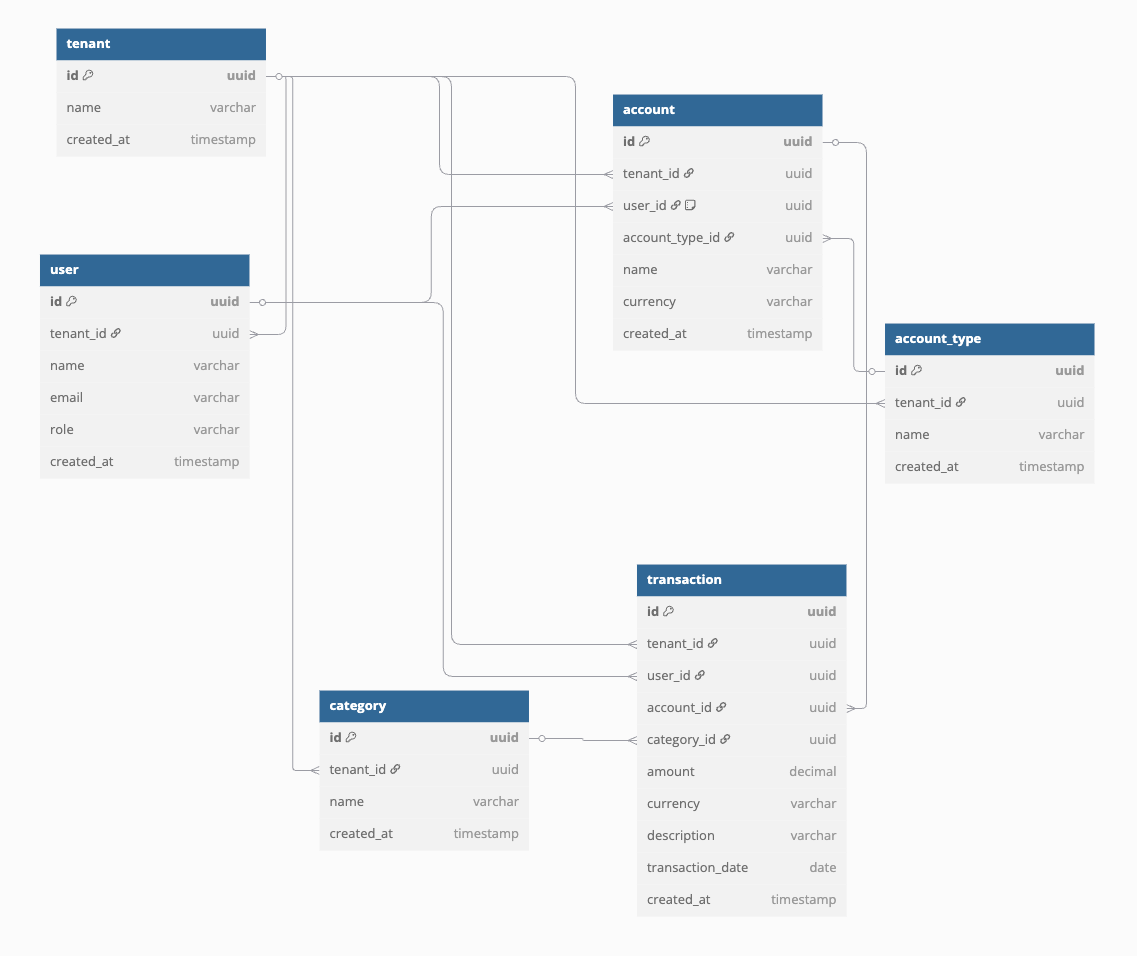 tenant
id uuid
name varchar
created_at timestamp
account
id uuid
tenant_id uuid
user_id uuid
account_type_id uuid
name varchar
currency varchar
created_at timestamp
user
id uuid
tenant_id uuid
name varchar
email varchar
role varchar
created_at timestamp
account_type
id uuid
tenant_id uuid
name varchar
created_at timestamp
transaction
id uuid
tenant_id uuid
user_id uuid
account_id uuid
category_id uuid
amount decimal
currency varchar
description varchar
transaction_date date
created_at timestamp
category
id uuid
tenant_id uuid
name varchar
created_at timestamp